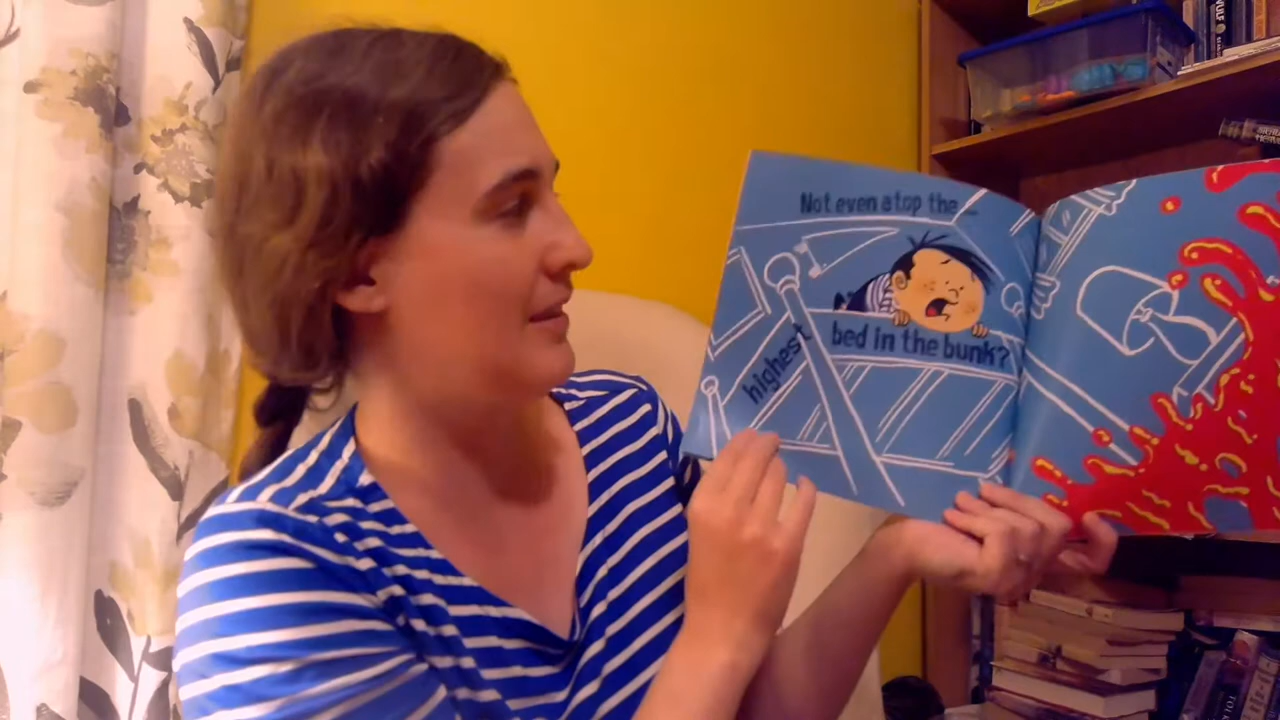 Not even atop the...
highest
bed in the bunk?